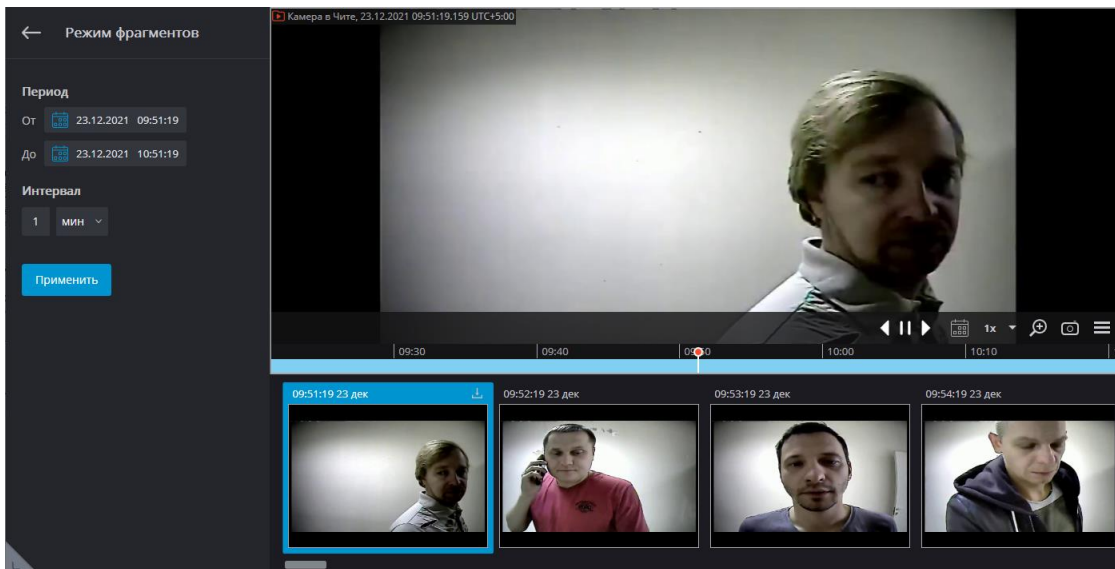 Режим фрагментов
Период
От 23.12.2021 09:51:19
До 23.12.2021 10:51:19
Интервал
1 мин
Применить
Камера в Чите, 23.12.2021 09:51:19.159 UTC+5:00
1x
09:30 09:40 09:50 10:00 10:10
09:51:19 23 дек 09:52:19 23 дек 09:53:19 23 дек 09:54:19 23 дек